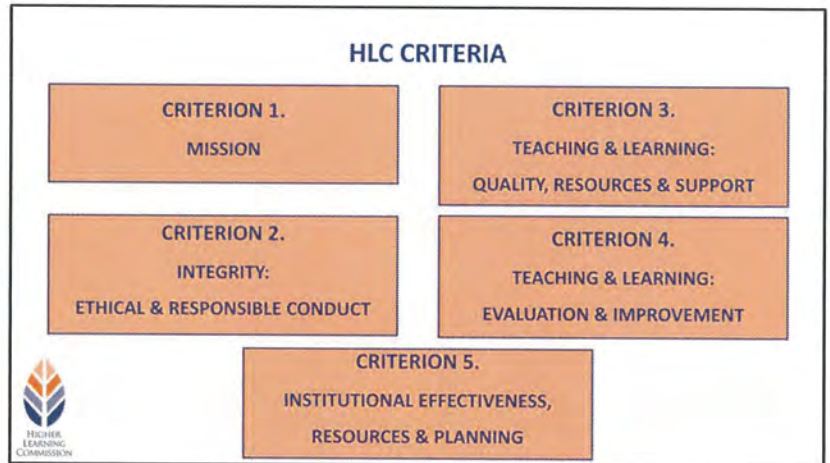 HLC CRITERIA
CRITERION 1.
MISSION
CRITERION 2.
INTEGRITY:
ETHICAL & RESPONSIBLE CONDUCT
CRITERION 3.
TEACHING & LEARNING:
QUALITY, RESOURCES & SUPPORT
CRITERION 4.
TEACHING & LEARNING:
EVALUATION & IMPROVEMENT
CRITERION 5.
INSTITUTIONAL EFFECTIVENESS,
RESOURCES & PLANNING
HIGHER
LEARNING
COMMISSION